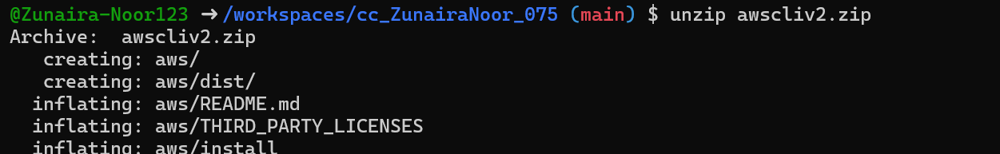 @Zunaira-Noor123 ➜/workspaces/cc_ZunairaNoor_075 (main) $ unzip awscliv2.zip
Archive:  awscliv2.zip
   creating: aws/
   creating: aws/dist/
  inflating: aws/README.md
  inflating: aws/THIRD_PARTY_LICENSES
  inflating: aws/install